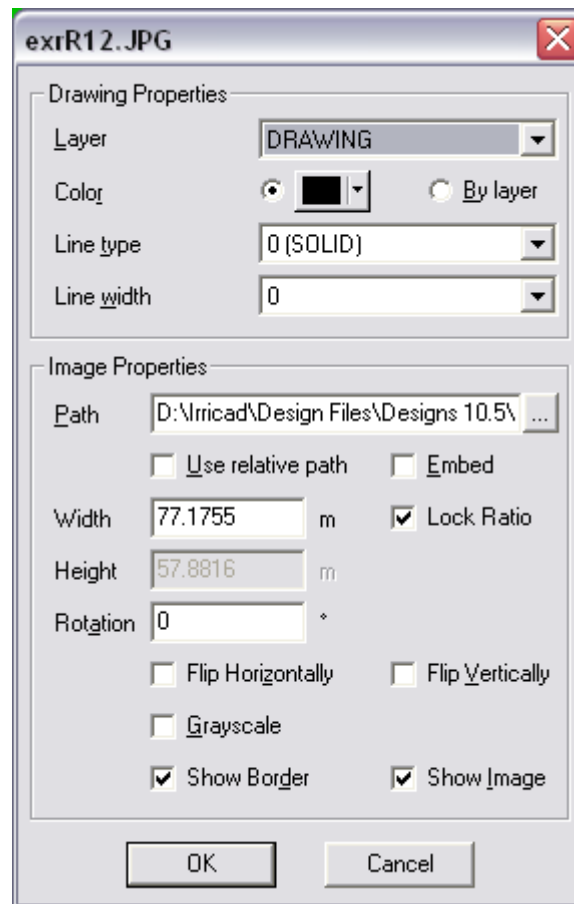 exrR12.JPG
Drawing Properties
Layer DRAWING
Color By layer
Line type 0 (SOLID)
Line width 0
Image Properties
Path D:\Irricad\Design Files\Designs 10.5\ ...
Use relative path Embed
Width 77.1755 m Lock Ratio
Height 57.8816 m
Rotation 0 °
Flip Horizontally Flip Vertically
Grayscale
Show Border Show Image
OK Cancel